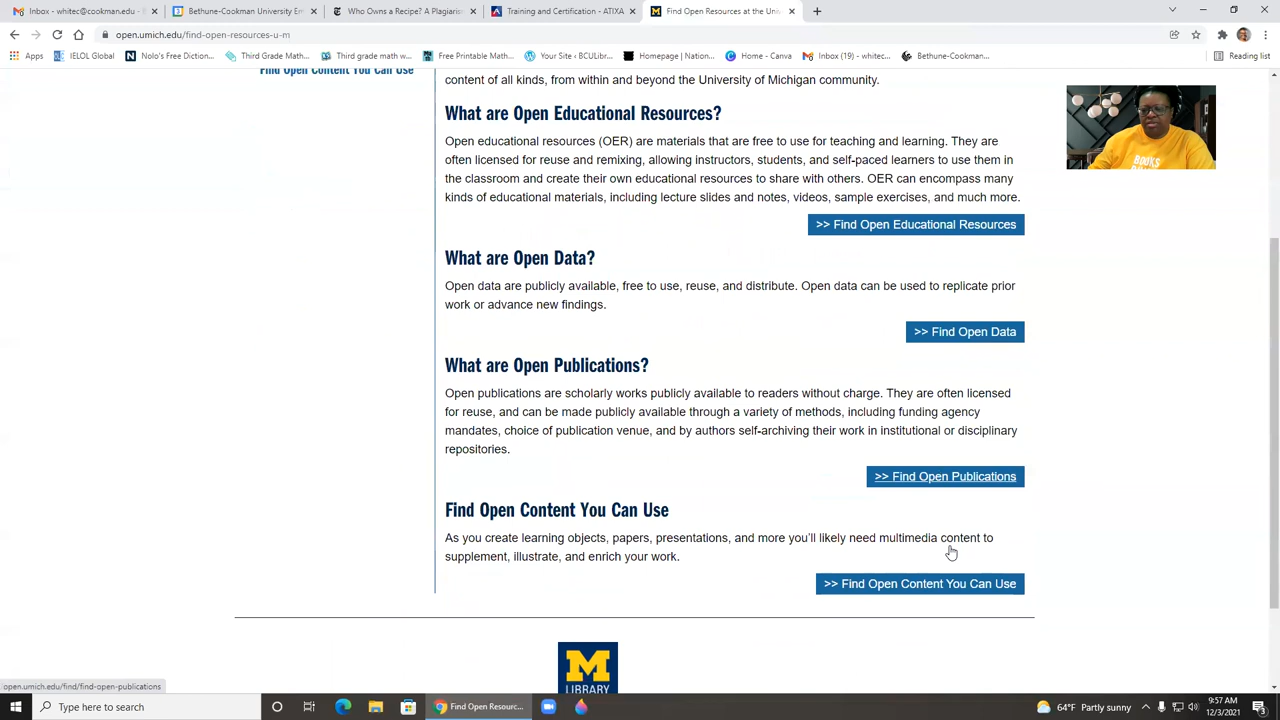 Inbox - whitec@cookman.edu - B
Bethune-Cookman University Em
Who Owns a Recipe? A Plagiarism
Training and Certification - ATIXA
Find Open Resources at the Univ
open.umich.edu/find-open-resources-u-m
Apps
IELOL Global
Nolo's Free Diction...
Third Grade Math...
Third grade math w...
Free Printable Math...
Your Site ‹ BCULibr...
Homepage | Nation...
Home - Canva
Inbox (19) - whitec...
Bethune-Cookman...
Reading list
Find Open Content You Can Use
content of all kinds, from within and beyond the University of Michigan community.
What are Open Educational Resources?
Open educational resources (OER) are materials that are free to use for teaching and learning. They are
often licensed for reuse and remixing, allowing instructors, students, and self-paced learners to use them in
the classroom and create their own educational resources to share with others. OER can encompass many
kinds of educational materials, including lecture slides and notes, videos, sample exercises, and much more.
>> Find Open Educational Resources
What are Open Data?
Open data are publicly available, free to use, reuse, and distribute. Open data can be used to replicate prior
work or advance new findings.
>> Find Open Data
What are Open Publications?
Open publications are scholarly works publicly available to readers without charge. They are often licensed
for reuse, and can be made publicly available through a variety of methods, including funding agency
mandates, choice of publication venue, and by authors self-archiving their work in institutional or disciplinary
repositories.
>> Find Open Publications
Find Open Content You Can Use
As you create learning objects, papers, presentations, and more you'll likely need multimedia content to
supplement, illustrate, and enrich your work.
>> Find Open Content You Can Use
M
LIBRARY
BOOKS
open.umich.edu/find/find-open-publications
Type here to search
Find Open Resourc...
64°F Partly sunny
9:57 AM
12/3/2021